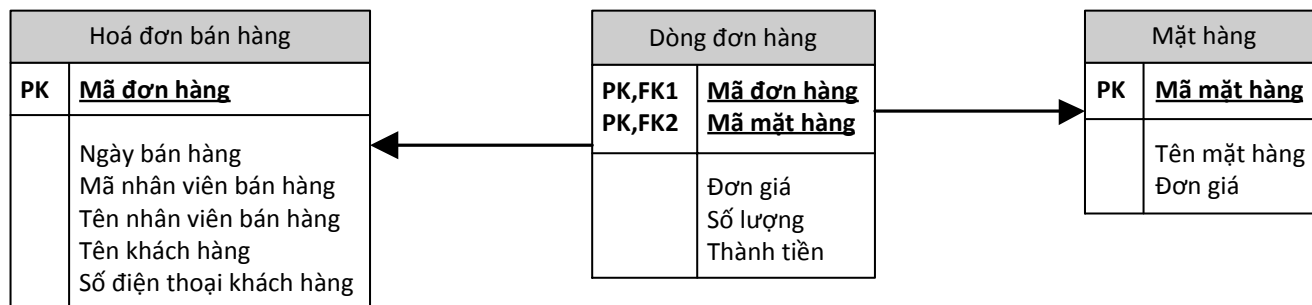 Hoá đơn bán hàng
PK Mã đơn hàng
Ngày bán hàng
Mã nhân viên bán hàng
Tên nhân viên bán hàng
Tên khách hàng
Số điện thoại khách hàng
Dòng đơn hàng
PK,FK1 Mã đơn hàng
PK,FK2 Mã mặt hàng
Đơn giá
Số lượng
Thành tiền
Mặt hàng
PK Mã mặt hàng
Tên mặt hàng
Đơn giá